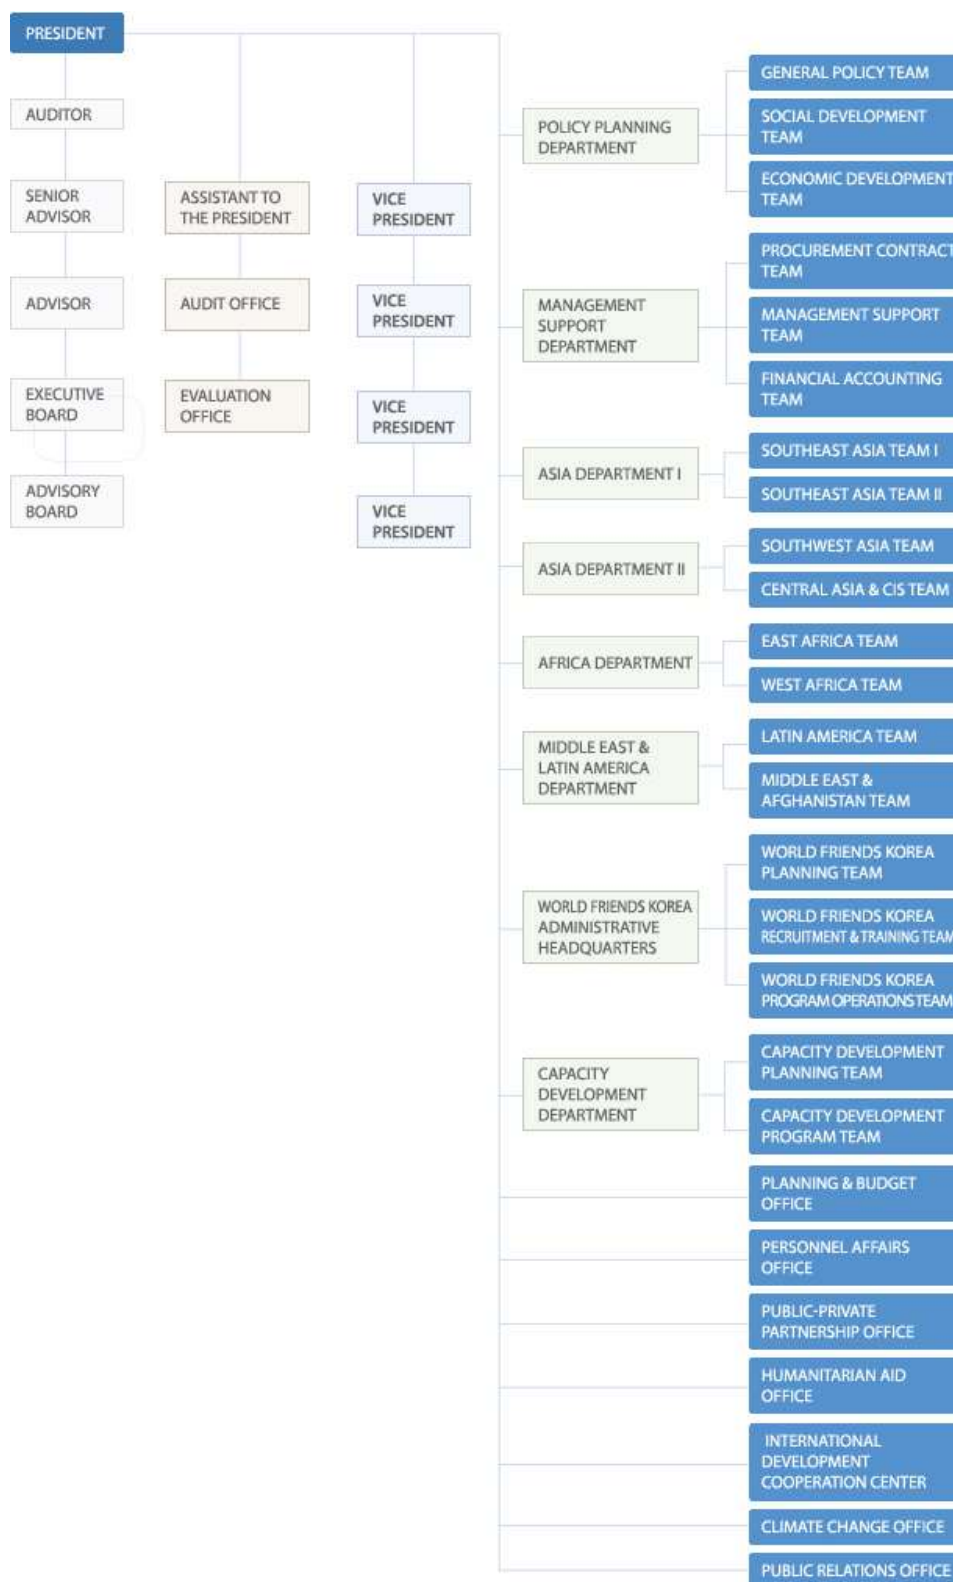 PRESIDENT
AUDITOR
SENIOR
ADVISOR
ADVISOR
EXECUTIVE
BOARD
ADVISORY
BOARD
ASSISTANT TO
THE PRESIDENT
AUDIT OFFICE
EVALUATION
OFFICE
VICE
PRESIDENT
VICE
PRESIDENT
VICE
PRESIDENT
VICE
PRESIDENT
POLICY PLANNING
DEPARTMENT
GENERAL POLICY TEAM
SOCIAL DEVELOPMENT
TEAM
ECONOMIC DEVELOPMENT
TEAM
MANAGEMENT
SUPPORT
DEPARTMENT
PROCUREMENT CONTRACT
TEAM
MANAGEMENT SUPPORT
TEAM
FINANCIAL ACCOUNTING
TEAM
ASIA DEPARTMENT I
SOUTHEAST ASIA TEAM I
SOUTHEAST ASIA TEAM II
ASIA DEPARTMENT II
SOUTHWEST ASIA TEAM
CENTRAL ASIA & CIS TEAM
AFRICA DEPARTMENT
EAST AFRICA TEAM
WEST AFRICA TEAM
MIDDLE EAST &
LATIN AMERICA
DEPARTMENT
LATIN AMERICA TEAM
MIDDLE EAST &
AFGHANISTAN TEAM
WORLD FRIENDS KOREA
ADMINISTRATIVE
HEADQUARTERS
WORLD FRIENDS KOREA
PLANNING TEAM
WORLD FRIENDS KOREA
RECRUITMENT & TRAINING TEAM
WORLD FRIENDS KOREA
PROGRAM OPERATIONS TEAM
CAPACITY
DEVELOPMENT
DEPARTMENT
CAPACITY DEVELOPMENT
PLANNING TEAM
CAPACITY DEVELOPMENT
PROGRAM TEAM
PLANNING & BUDGET
OFFICE
PERSONNEL AFFAIRS
OFFICE
PUBLIC-PRIVATE
PARTNERSHIP OFFICE
HUMANITARIAN AID
OFFICE
INTERNATIONAL
DEVELOPMENT
COOPERATION CENTER
CLIMATE CHANGE OFFICE
PUBLIC RELATIONS OFFICE